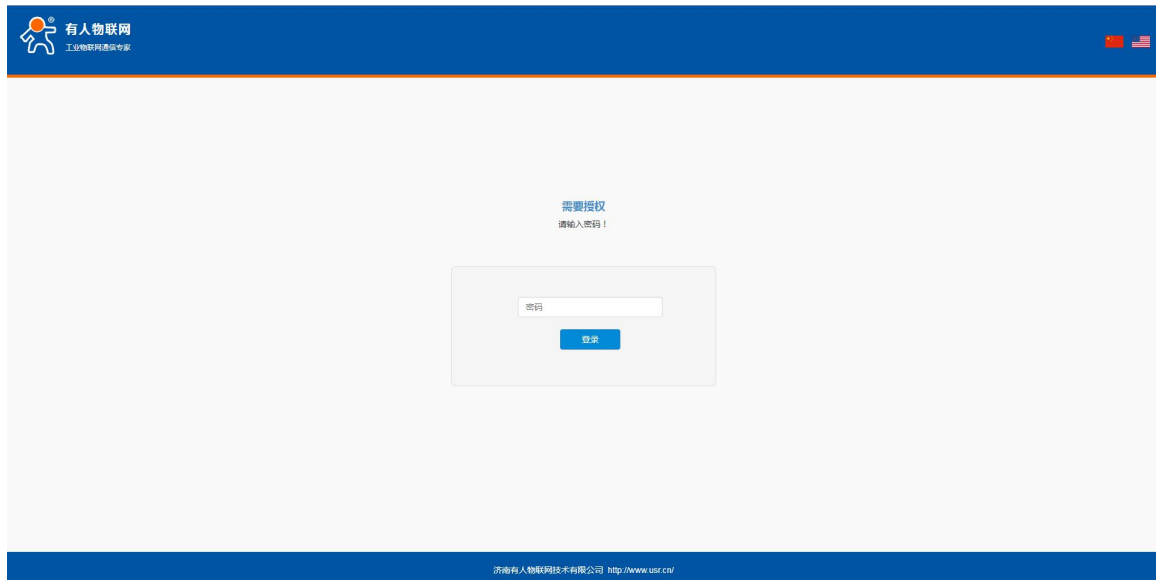 有人物联网
工业物联网通信专家
需要授权
请输入密码！
密码
登录
济南有人物联网技术有限公司 http://www.usr.cn/